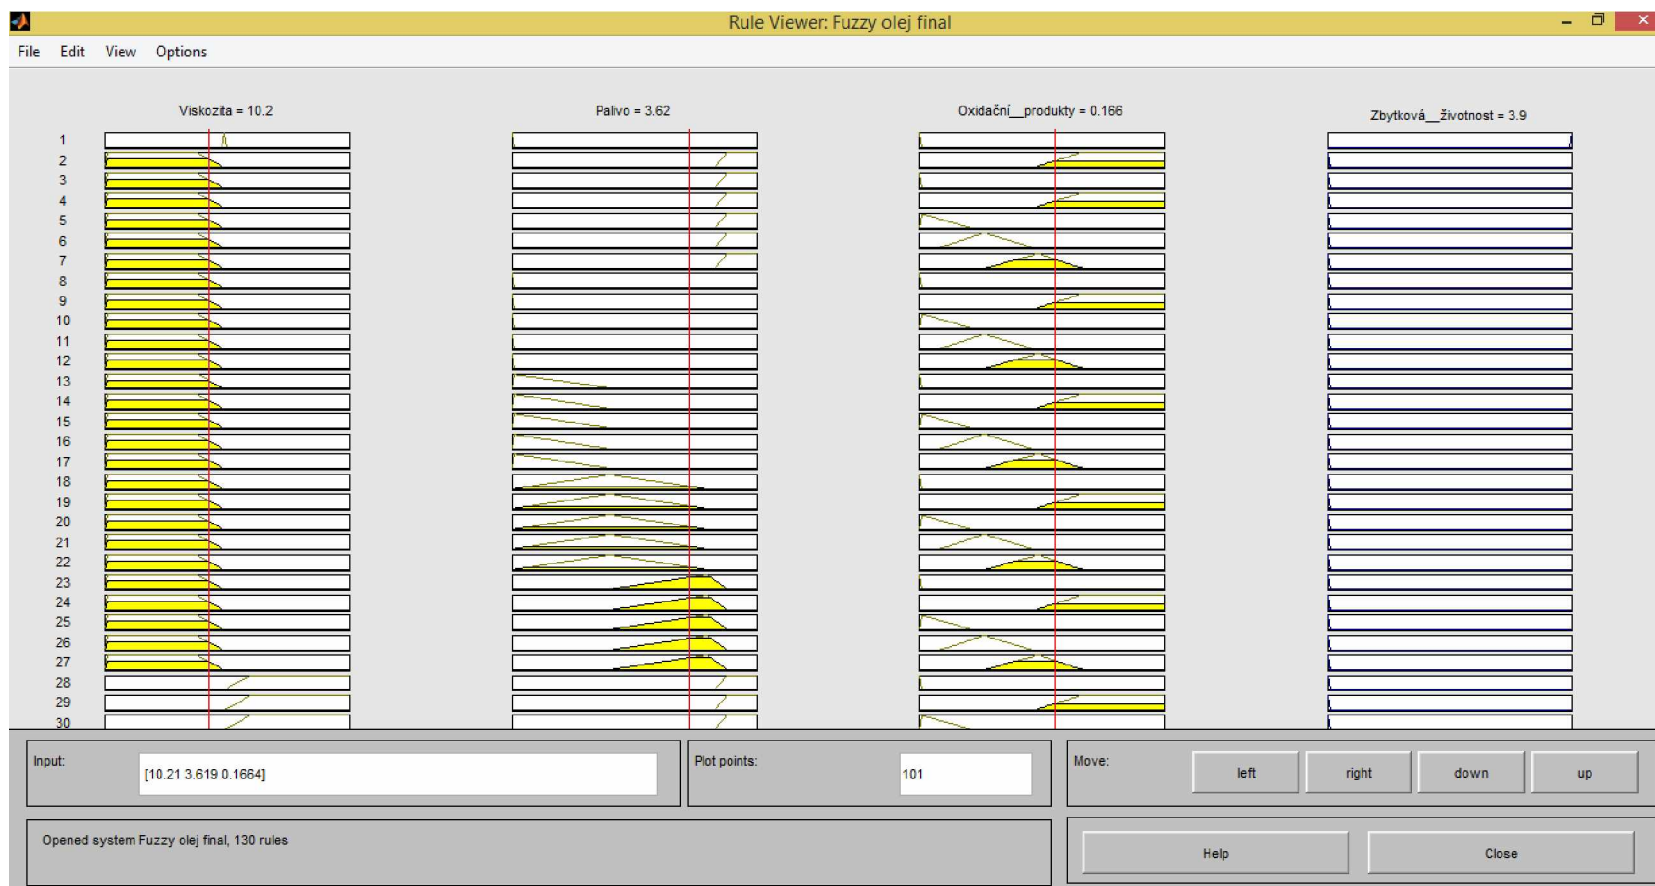 Rule Viewer: Fuzzy olej final
File Edit View Options
Viskozita = 10.2
Palivo = 3.62
Oxidační__produkty = 0.166
Zbytková__životnost = 3.9
1
2
3
4
5
6
7
8
9
10
11
12
13
14
15
16
17
18
19
20
21
22
23
24
25
26
27
28
29
30
Input:
[10.21 3.619 0.1664]
Plot points:
101
Move:
left
right
down
up
Opened system Fuzzy olej final, 130 rules
Help
Close